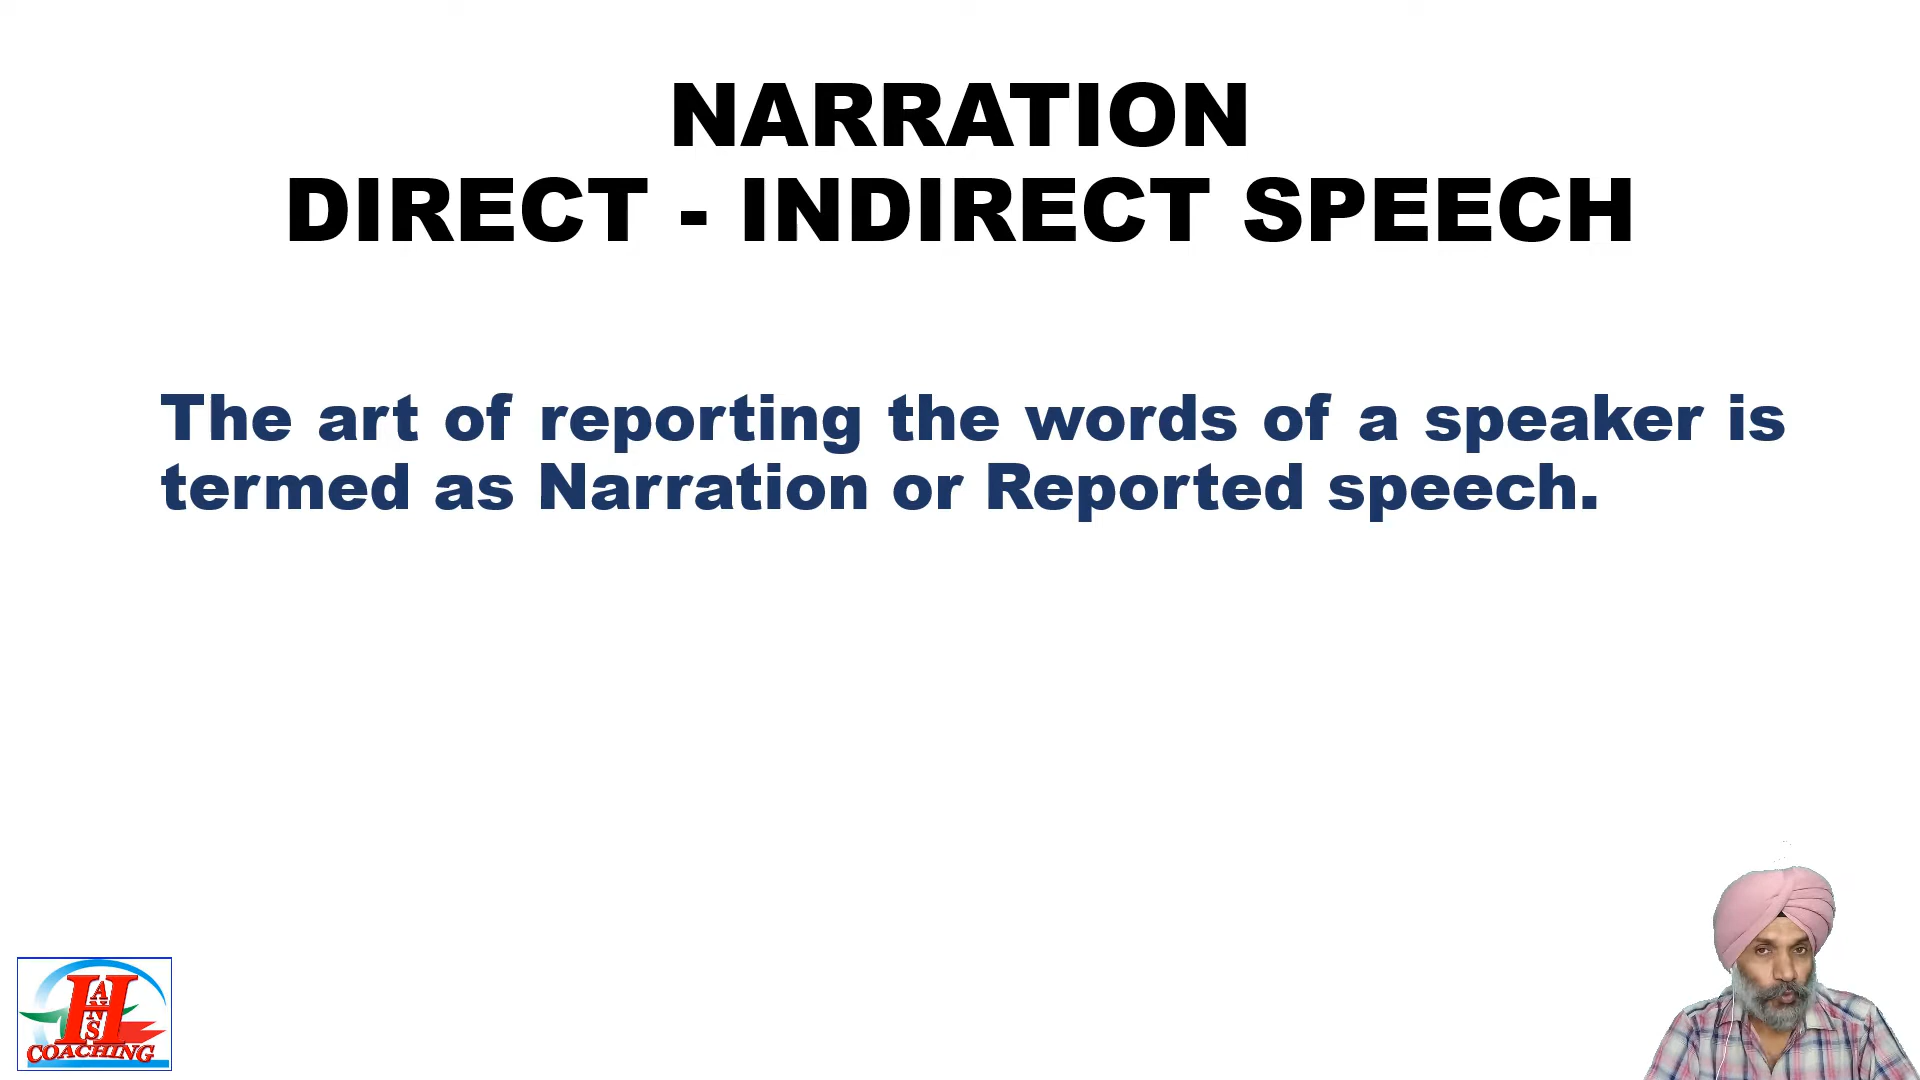 NARRATION
DIRECT - INDIRECT SPEECH
The art of reporting the words of a speaker is
termed as Narration or Reported speech.
HANS
COACHING